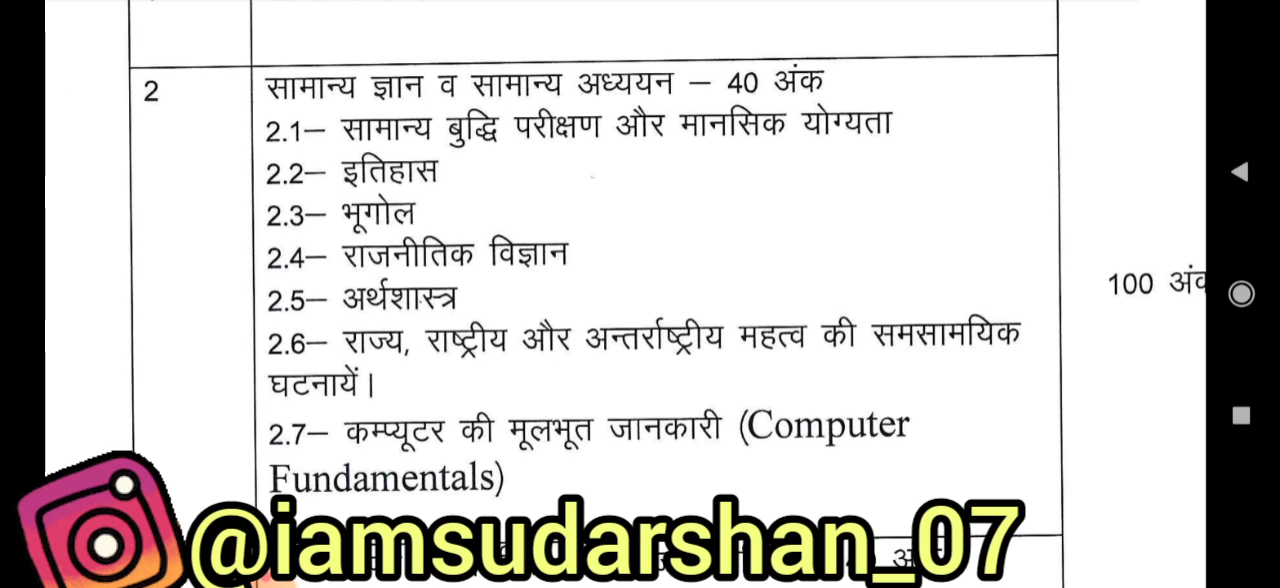 2
सामान्य ज्ञान व सामान्य अध्ययन – 40 अंक
2.1– सामान्य बुद्धि परीक्षण और मानसिक योग्यता
2.2– इतिहास
2.3– भूगोल
2.4– राजनीतिक विज्ञान
2.5– अर्थशास्त्र
2.6– राज्य, राष्ट्रीय और अन्तर्राष्ट्रीय महत्व की समसामयिक
घटनायें।
2.7– कम्प्यूटर की मूलभूत जानकारी (Computer
Fundamentals)
100
@iamsudarshan_07